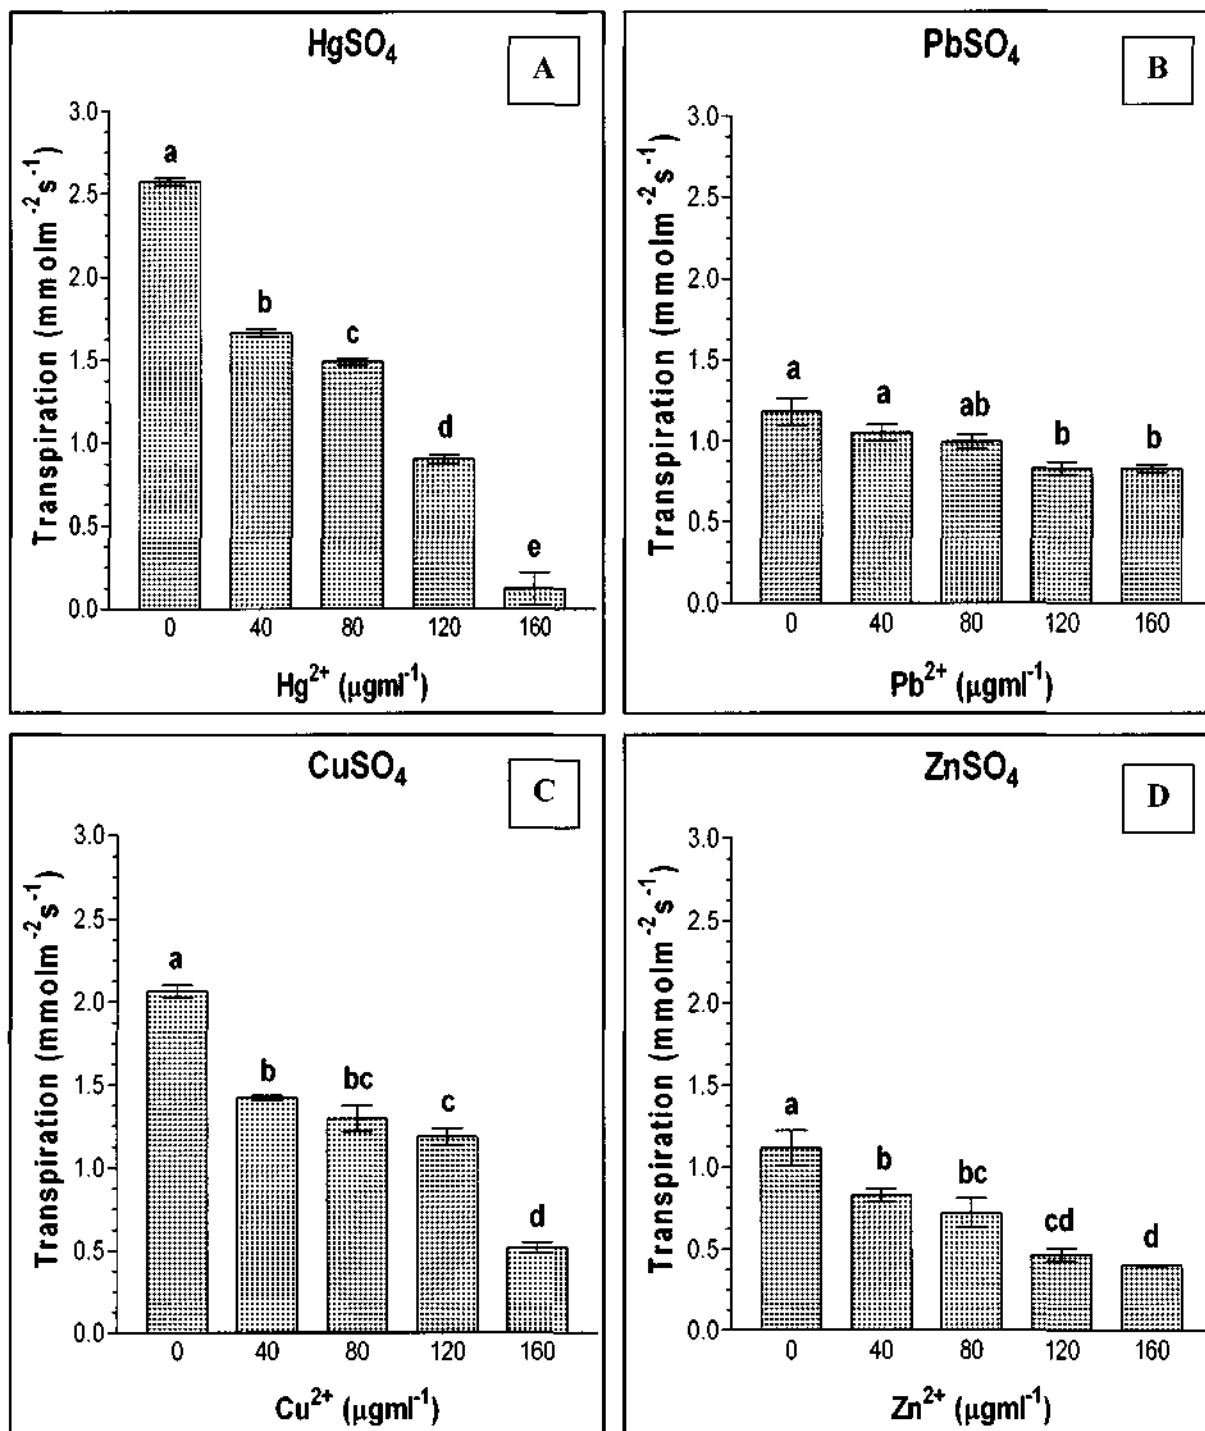 HgSO4
A
Transpiration (mmolm-2s-1)
3.0
2.5
2.0
1.5
1.0
0.5
0.0
a
b
c
d
e
0 40 80 120 160
Hg2+ (μgml-1)
PbSO4
B
Transpiration (mmolm-2s-1)
3.0
2.5
2.0
1.5
1.0
0.5
0.0
a
a
ab
b
b
0 40 80 120 160
Pb2+ (μgml-1)
CuSO4
C
Transpiration (mmolm-2s-1)
3.0
2.5
2.0
1.5
1.0
0.5
0.0
a
b
bc
c
d
0 40 80 120 160
Cu2+ (μgml-1)
ZnSO4
D
Transpiration (mmolm-2s-1)
3.0
2.5
2.0
1.5
1.0
0.5
0.0
a
b
bc
cd
d
0 40 80 120 160
Zn2+ (μgml-1)